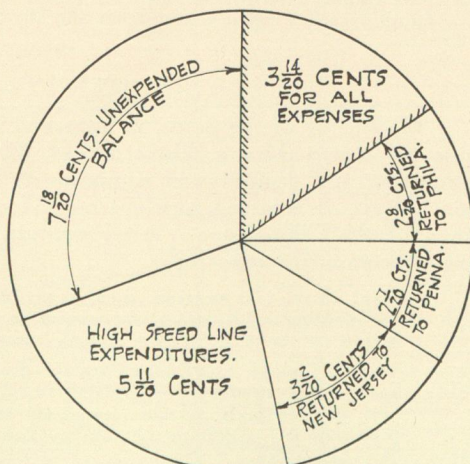 7 18/20 CENTS. UNEXPENDED
BALANCE
3 14/20 CENTS
FOR ALL
EXPENSES
2 8/20 CTS.
RETURNED
TO PHILA.
2 7/20 CTS.
RETURNED
TO PENNA.
3 2/20 CENTS
RETURNED TO
NEW JERSEY
HIGH SPEED LINE
EXPENDITURES.
5 11/20 CENTS